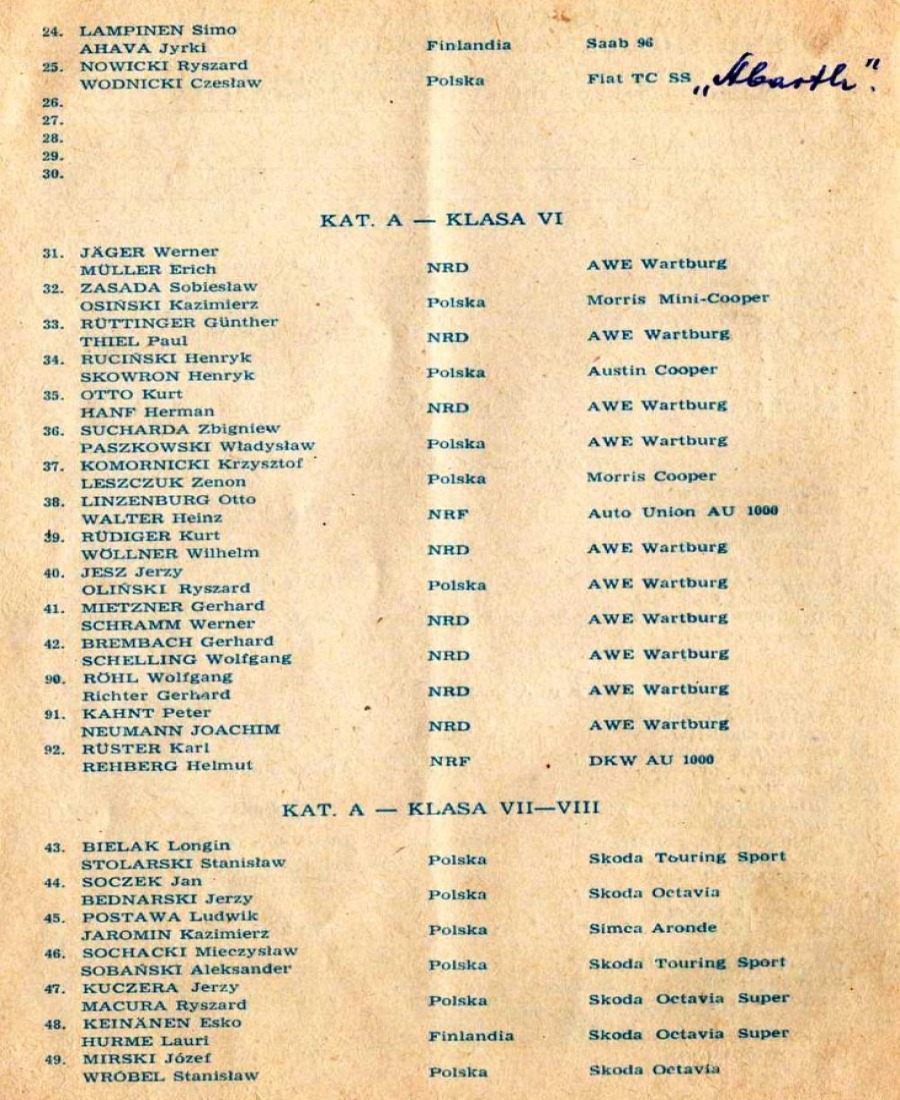 24. LAMPINEN Simo
AHAVA Jyrki Finlandia Saab 96
25. NOWICKI Ryszard
WODNICKI Czesław Polska Fiat TC SS „Abarth".
26.
27.
28.
29.
30.
KAT. A — KLASA VI
31. JÄGER Werner
MÜLLER Erich NRD AWE Wartburg
32. ZASADA Sobiesław
OSIŃSKI Kazimierz Polska Morris Mini-Cooper
33. RÜTTINGER Günther
THIEL Paul NRD AWE Wartburg
34. RUCIŃSKI Henryk
SKOWRON Henryk Polska Austin Cooper
35. OTTO Kurt
HANF Herman NRD AWE Wartburg
36. SUCHARDA Zbigniew
PASZKOWSKI Władysław Polska AWE Wartburg
37. KOMORNICKI Krzysztof
LESZCZUK Zenon Polska Morris Cooper
38. LINZENBURG Otto
WALTER Heinz NRF Auto Union AU 1000
39. RÜDIGER Kurt
WÖLLNER Wilhelm NRD AWE Wartburg
40. JESZ Jerzy
OLIŃSKI Ryszard Polska AWE Wartburg
41. MIETZNER Gerhard
SCHRAMM Werner NRD AWE Wartburg
42. BREMBACH Gerhard
SCHELLING Wolfgang NRD AWE Wartburg
90. RÖHL Wolfgang
Richter Gerhard NRD AWE Wartburg
91. KAHNT Peter
NEUMANN JOACHIM NRD AWE Wartburg
92. RÜSTER Karl
REHBERG Helmut NRF DKW AU 1000
KAT. A — KLASA VII—VIII
43. BIELAK Longin
STOLARSKI Stanisław Polska Skoda Touring Sport
44. SOCZEK Jan
BEDNARSKI Jerzy Polska Skoda Octavia
45. POSTAWA Ludwik
JAROMIN Kazimierz Polska Simca Aronde
46. SOCHACKI Mieczysław
SOBAŃSKI Aleksander Polska Skoda Touring Sport
47. KUCZERA Jerzy
MACURA Ryszard Polska Skoda Octavia Super
48. KEINÄNEN Esko
HURME Lauri Finlandia Skoda Octavia Super
49. MIRSKI Józef
WRÓBEL Stanisław Polska Skoda Octavia